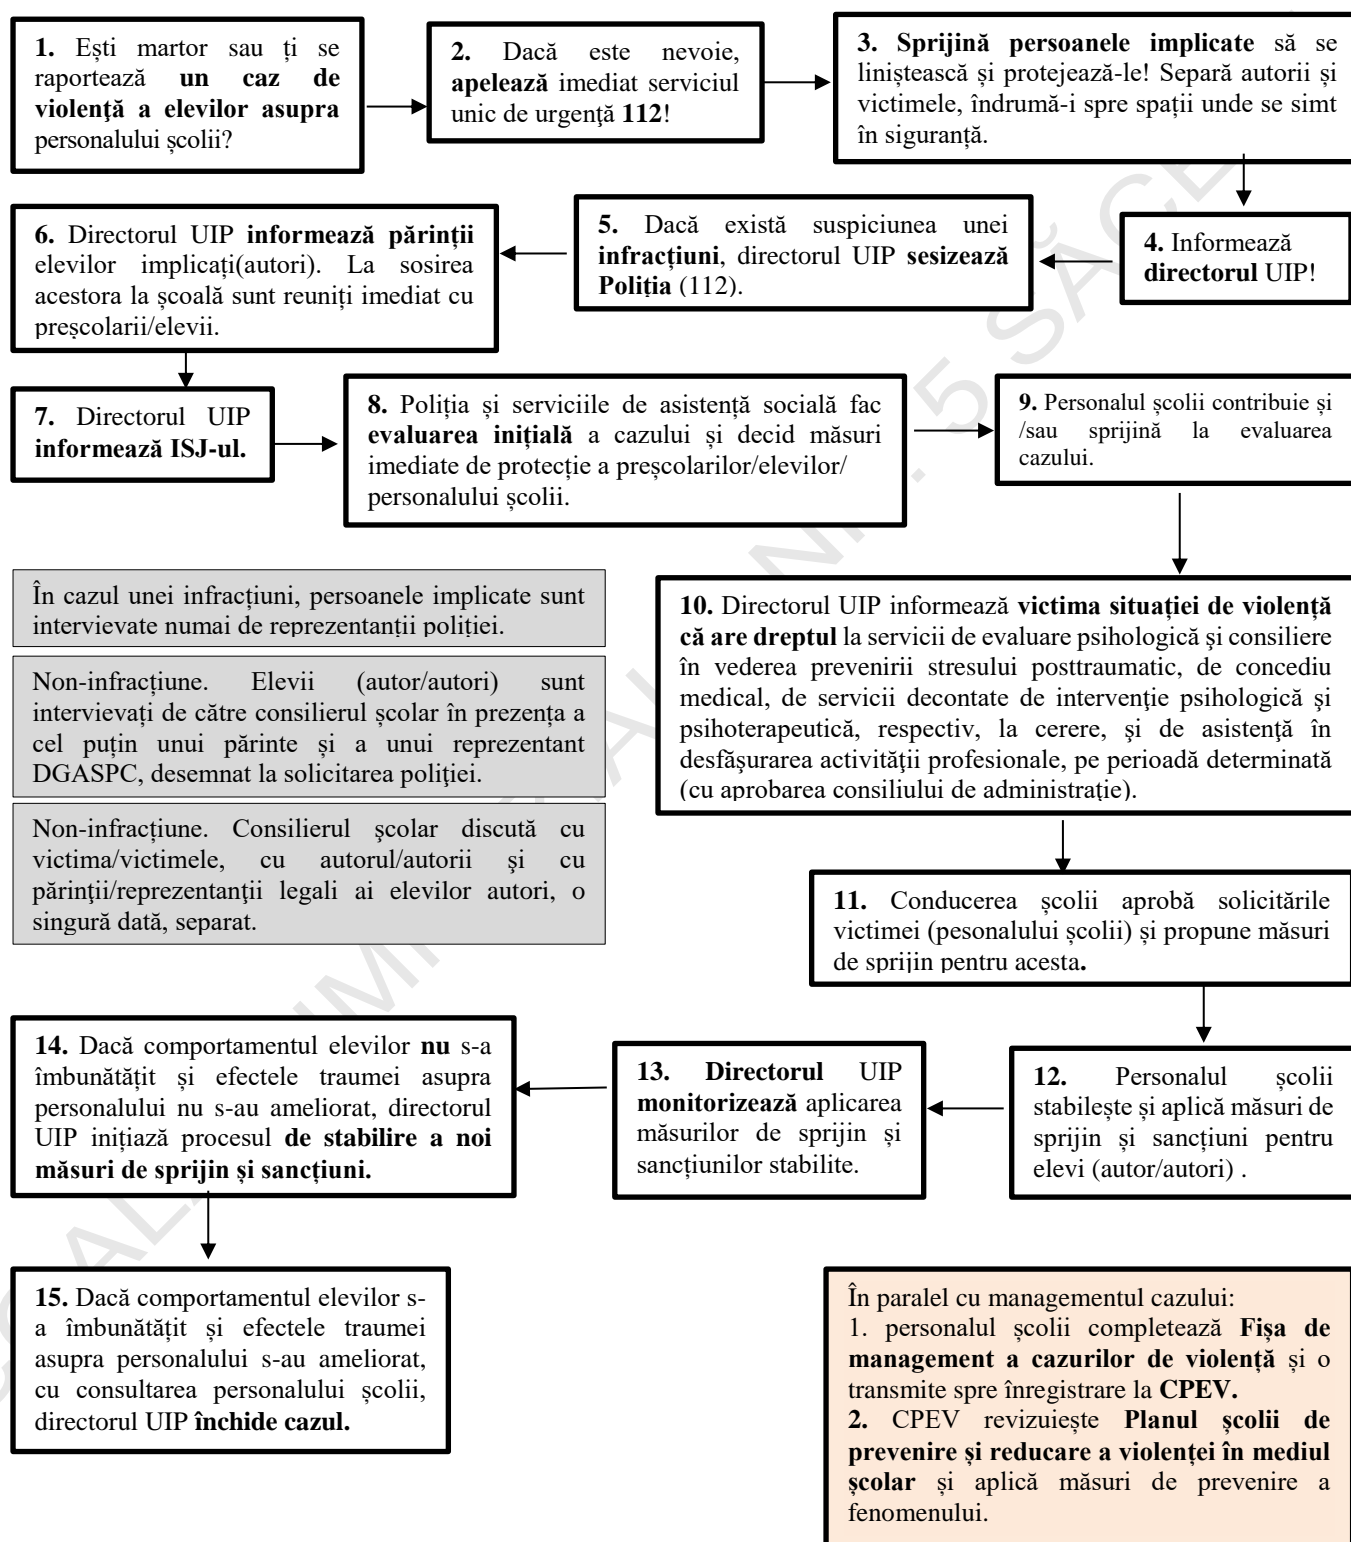 1. Ești martor sau ți se
raportează un caz de
violenţă a elevilor asupra
personalului școlii?
2. Dacă este nevoie,
apelează imediat serviciul
unic de urgenţă 112!
3. Sprijină persoanele implicate să se
liniștească și protejează-le! Separă autorii și
victimele, îndrumă-i spre spații unde se simt
în siguranță.
4. Informează
directorul UIP!
5. Dacă există suspiciunea unei
infracțiuni, directorul UIP sesizează
Poliția (112).
6. Directorul UIP informează părinții
elevilor implicați(autori). La sosirea
acestora la școală sunt reuniți imediat cu
preșcolarii/elevii.
7. Directorul UIP
informează ISJ-ul.
8. Poliția și serviciile de asistență socială fac
evaluarea inițială a cazului și decid măsuri
imediate de protecție a preșcolarilor/elevilor/
personalului școlii.
9. Personalul școlii contribuie și
/sau sprijină la evaluarea
cazului.
În cazul unei infracțiuni, persoanele implicate sunt
intervievate numai de reprezentanții poliției.
Non-infracțiune. Elevii (autor/autori) sunt
intervievați de către consilierul școlar în prezența a
cel puțin unui părinte și a unui reprezentant
DGASPC, desemnat la solicitarea poliţiei.
Non-infracțiune. Consilierul şcolar discută cu
victima/victimele, cu autorul/autorii şi cu
părinţii/reprezentanţii legali ai elevilor autori, o
singură dată, separat.
10. Directorul UIP informează victima situației de violență
că are dreptul la servicii de evaluare psihologică şi consiliere
în vederea prevenirii stresului posttraumatic, de concediu
medical, de servicii decontate de intervenţie psihologică şi
psihoterapeutică, respectiv, la cerere, şi de asistenţă în
desfăşurarea activităţii profesionale, pe perioadă determinată
(cu aprobarea consiliului de administrație).
11. Conducerea școlii aprobă solicitările
victimei (pesonalului școlii) și propune măsuri
de sprijin pentru acesta.
12. Personalul școlii
stabilește și aplică măsuri de
sprijin și sancțiuni pentru
elevi (autor/autori) .
13. Directorul UIP
monitorizează aplicarea
măsurilor de sprijin și
sancțiunilor stabilite.
14. Dacă comportamentul elevilor nu s-a
îmbunătățit și efectele traumei asupra
personalului nu s-au ameliorat, directorul
UIP inițiază procesul de stabilire a noi
măsuri de sprijin și sancțiuni.
15. Dacă comportamentul elevilor s-
a îmbunătățit și efectele traumei
asupra personalului s-au ameliorat,
cu consultarea personalului școlii,
directorul UIP închide cazul.
În paralel cu managementul cazului:
1. personalul școlii completează Fișa de
management a cazurilor de violență și o
transmite spre înregistrare la CPEV.
2. CPEV revizuiește Planul școlii de
prevenire și reducare a violenței în mediul
școlar și aplică măsuri de prevenire a
fenomenului.